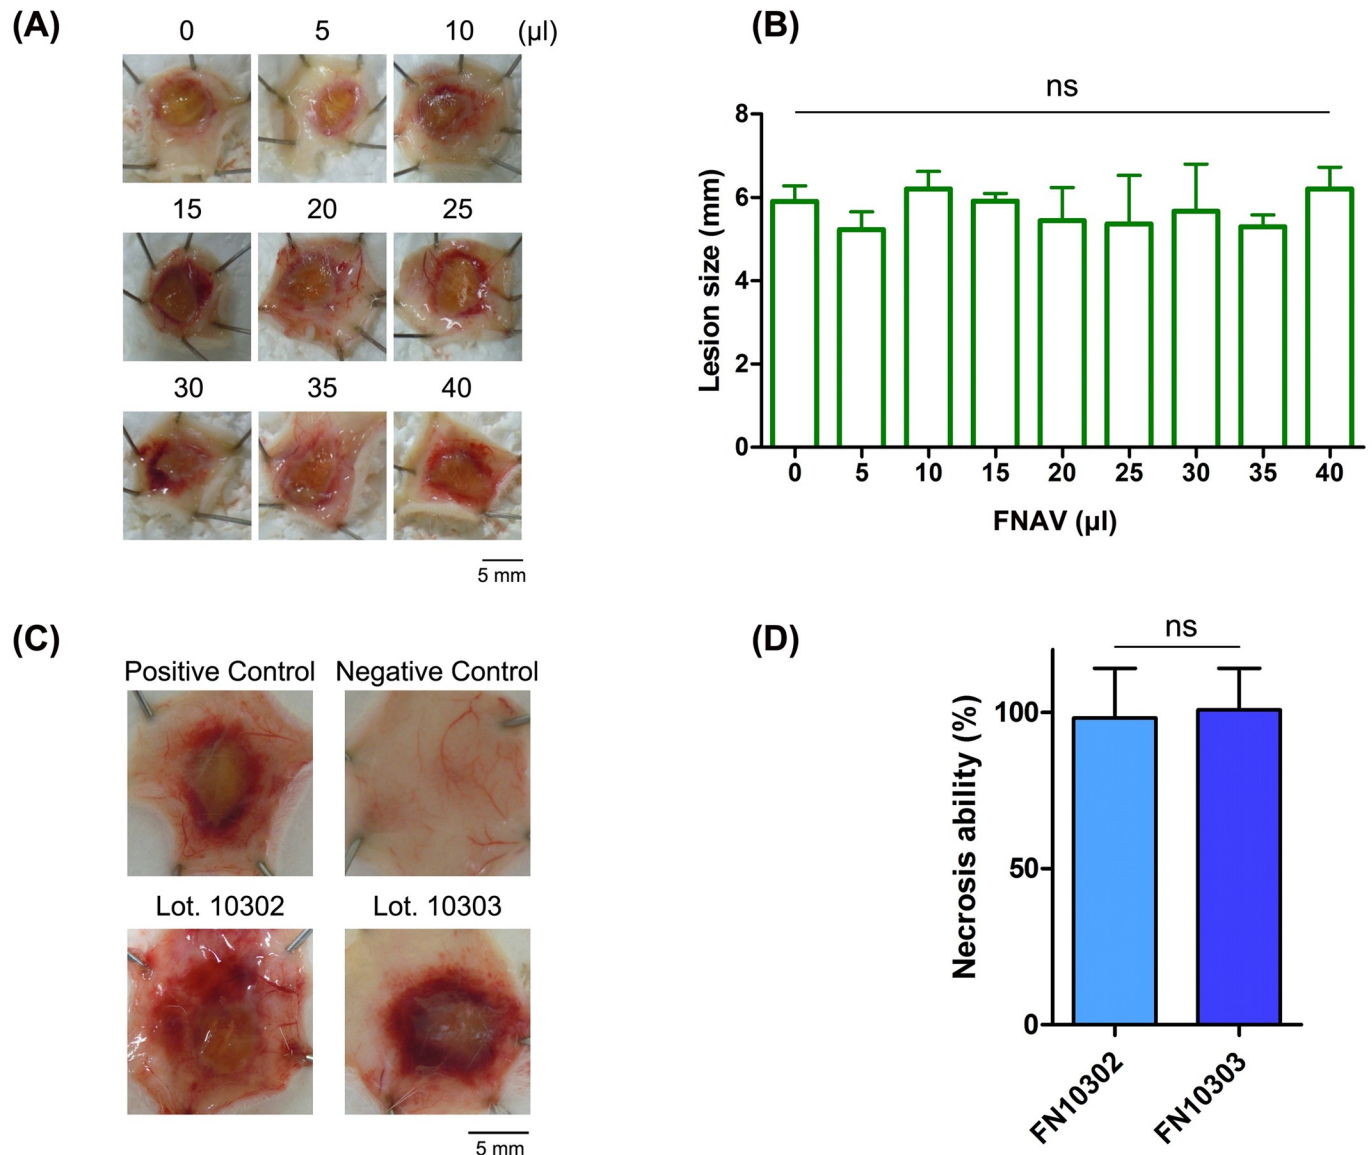 (A)
0 5 10 (µl)
15 20 25
30 35 40
5 mm
(B)
ns
Lesion size (mm)
8
6
4
2
0
0 5 10 15 20 25 30 35 40
FNAV (µl)
(C)
Positive Control Negative Control
Lot. 10302 Lot. 10303
5 mm
(D)
ns
Necrosis ability (%)
100
50
0
FN10302 FN10303